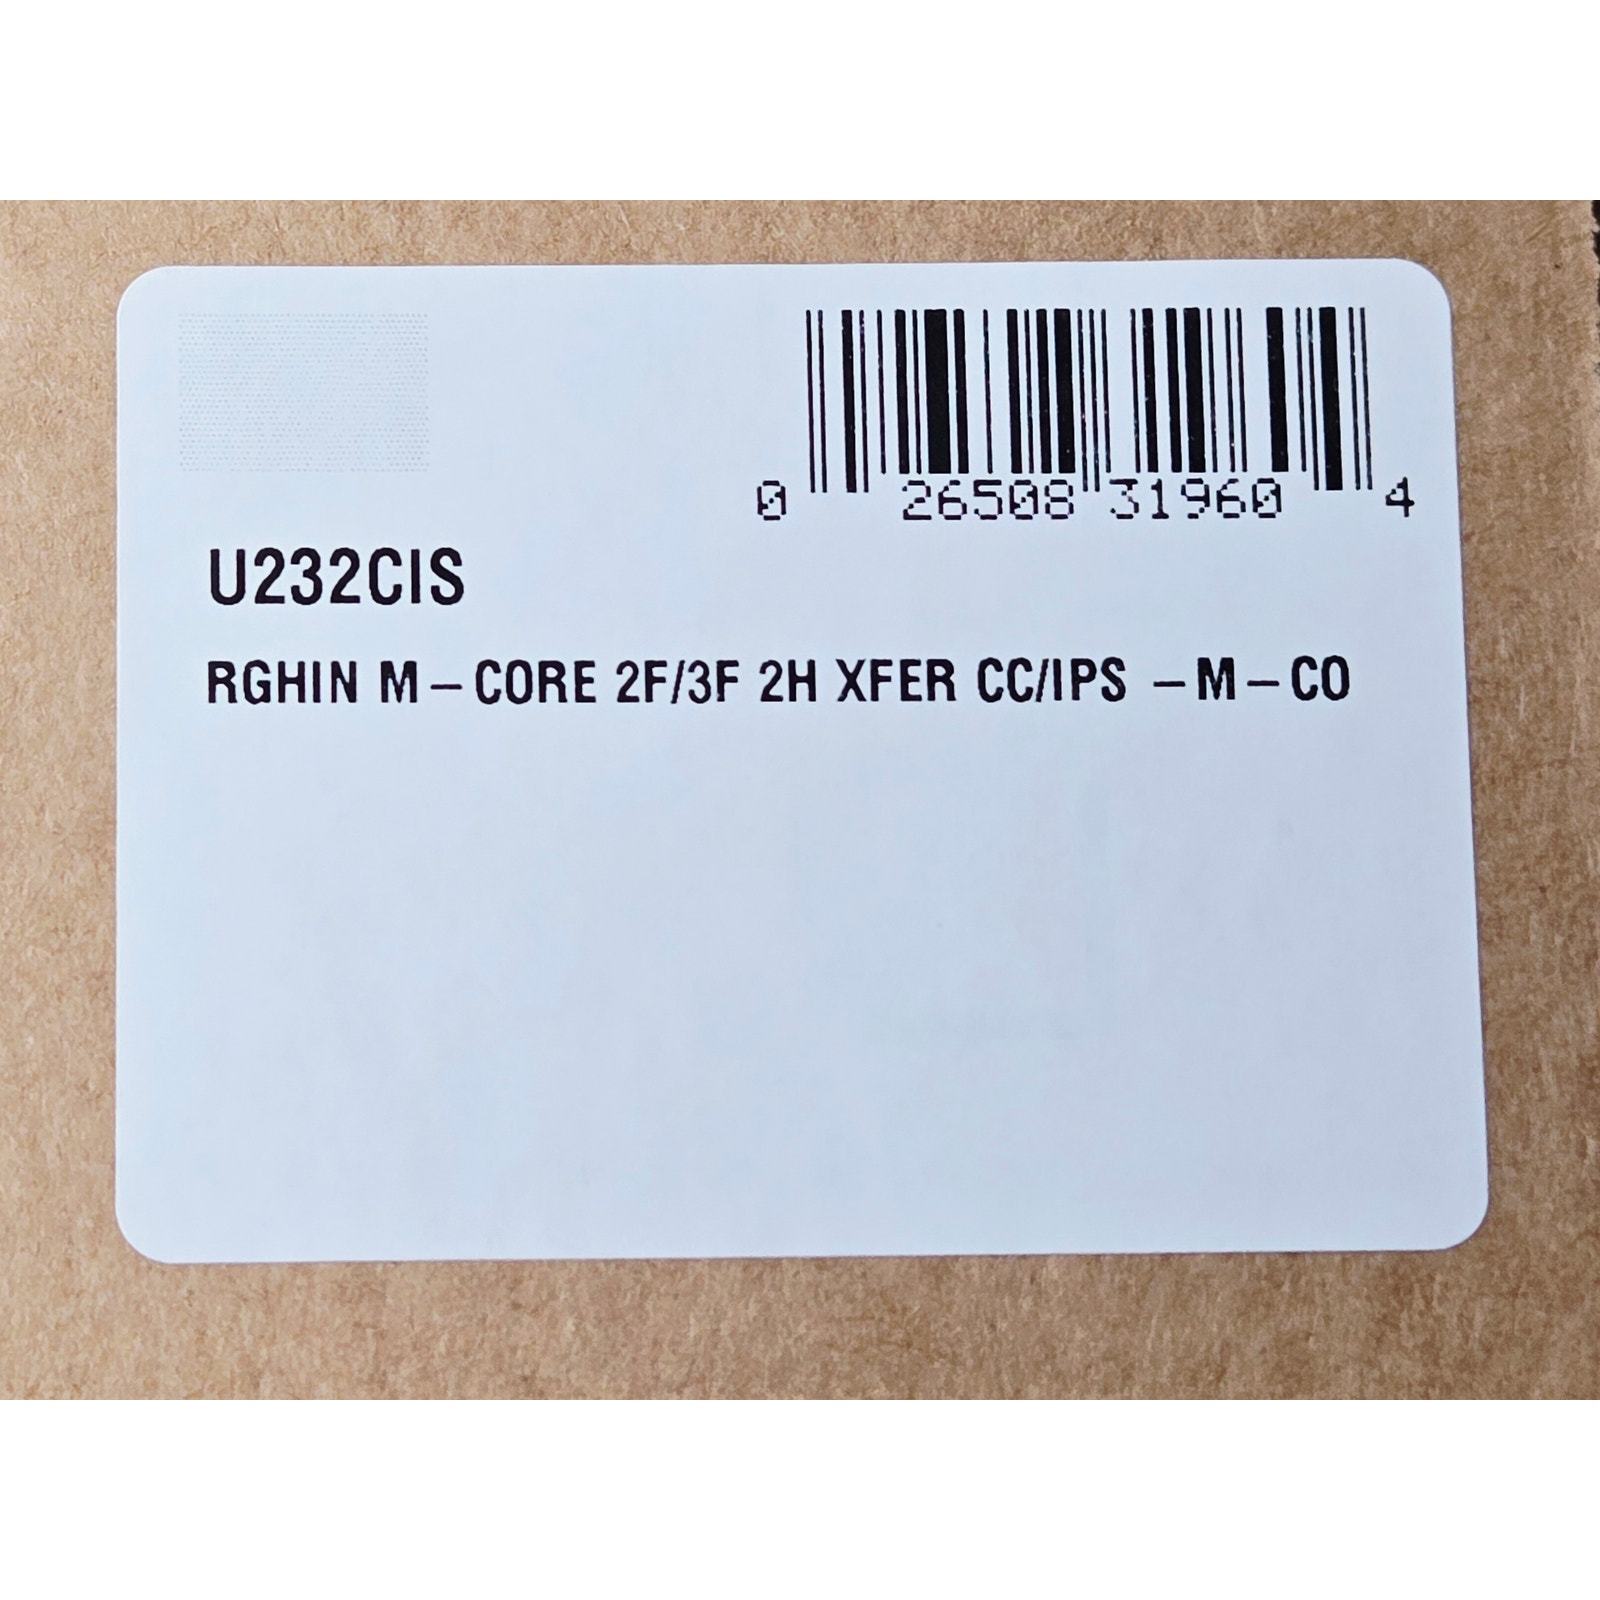 0 26508 31960 4
U232CIS
RGHIN M-CORE 2F/3F 2H XFER CC/IPS -M-CO